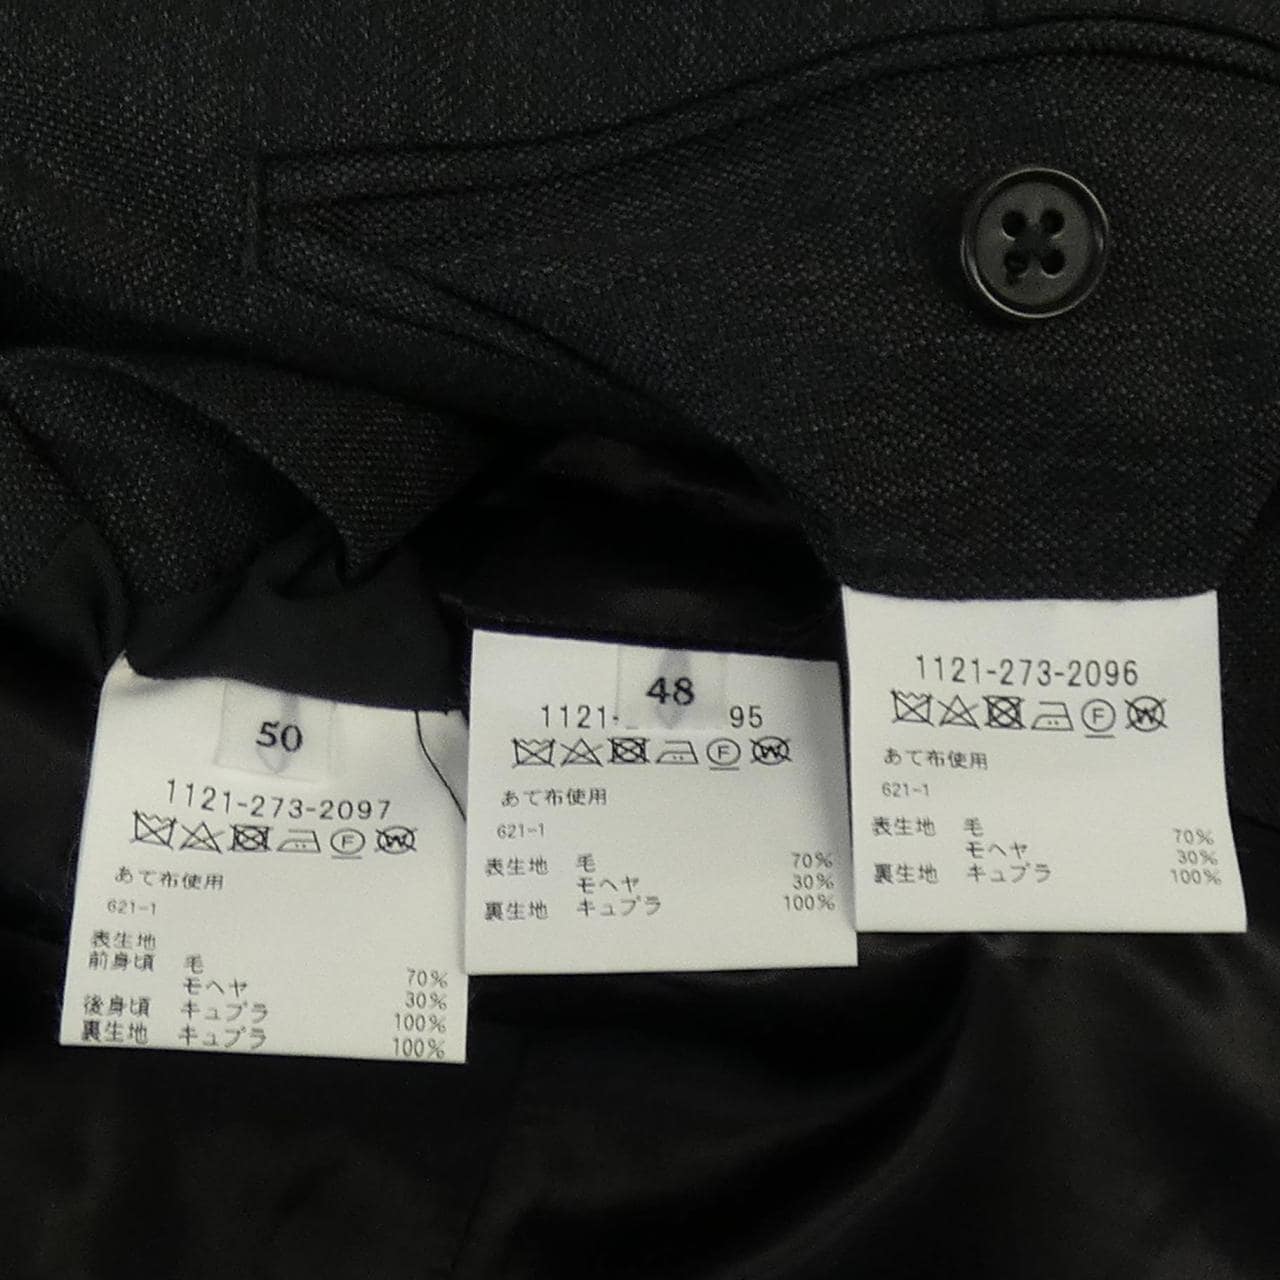 50
1121-273-2097
あて布使用
621-1
表生地
前身頃 毛 70%
モヘヤ 30%
後身頃 キュプラ 100%
裏生地 キュプラ 100%
48
1121- 95
あて布使用
621-1
表生地 毛 70%
モヘヤ 30%
裏生地 キュプラ 100%
1121-273-2096
あて布使用
621-1
表生地 毛 70%
モヘヤ 30%
裏生地 キュプラ 100%